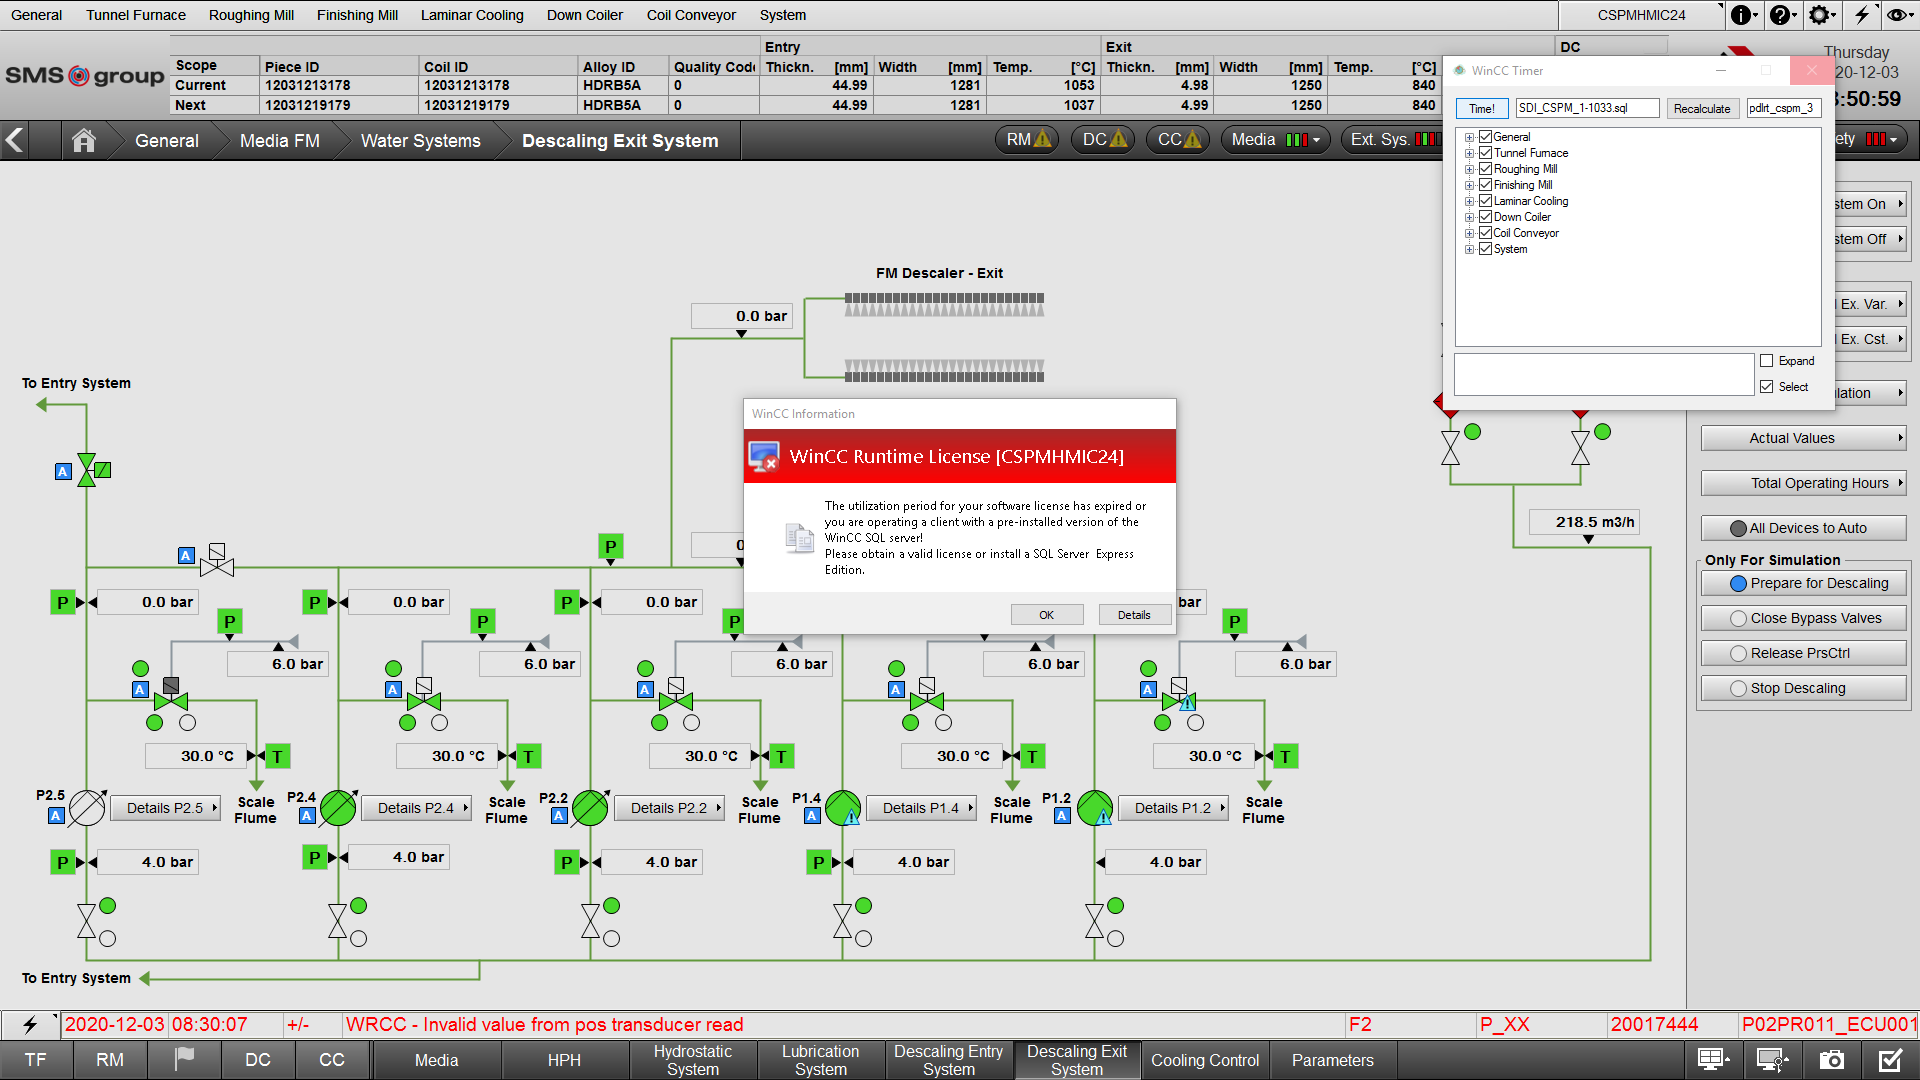 General Tunnel Furnace Roughing Mill Finishing Mill Laminar Cooling Down Coiler Coil Conveyor System CSPMHMIC24
SMS group
Entry Exit DC
Scope Piece ID Coil ID Alloy ID Quality Code Thickn. [mm] Width [mm] Temp. [°C] Thickn. [mm] Width [mm] Temp. [°C]
Current 12031213178 12031213178 HDRB5A 0 44.99 1281 1053 4.98 1250 840
Next 12031219179 12031219179 HDRB5A 0 44.99 1281 1037 4.99 1250 840
Thursday
20-12-03
3:50:59
General Media FM Water Systems Descaling Exit System RM DC CC Media Ext. Sys. ety
WinCC Timer
Time! SDI_CSPM_1-1033.sql Recalculate pdlrt_cspm_3
General
Tunnel Furnace
Roughing Mill
Finishing Mill
Laminar Cooling
Down Coiler
Coil Conveyor
System
Expand
Select
stem On
stem Off
l Ex. Var.
l Ex. Cst.
lation
Actual Values
Total Operating Hours
All Devices to Auto
Only For Simulation
Prepare for Descaling
Close Bypass Valves
Release PrsCtrl
Stop Descaling
FM Descaler - Exit
0.0 bar
To Entry System
A
218.5 m3/h
WinCC Information
WinCC Runtime License [CSPMHMIC24]
The utilization period for your software license has expired or
you are operating a client with a pre-installed version of the
WinCC SQL server!
Please obtain a valid license or install a SQL Server Express
Edition.
OK Details
A P 0
P 0.0 bar P 0.0 bar P 0.0 bar bar
P P P P
6.0 bar 6.0 bar 6.0 bar 6.0 bar 6.0 bar
A A A A A
30.0 °C T 30.0 °C T 30.0 °C T 30.0 °C T 30.0 °C T
P2.5 A Details P2.5 Scale Flume P2.4 A Details P2.4 Scale Flume P2.2 A Details P2.2 Scale Flume P1.4 A Details P1.4 Scale Flume P1.2 A Details P1.2 Scale Flume
P 4.0 bar P 4.0 bar P 4.0 bar P 4.0 bar 4.0 bar
To Entry System
2020-12-03 08:30:07 +/- WRCC - Invalid value from pos transducer read F2 P_XX 20017444 P02PR011_ECU001
TF RM DC CC Media HPH Hydrostatic System Lubrication System Descaling Entry System Descaling Exit System Cooling Control Parameters